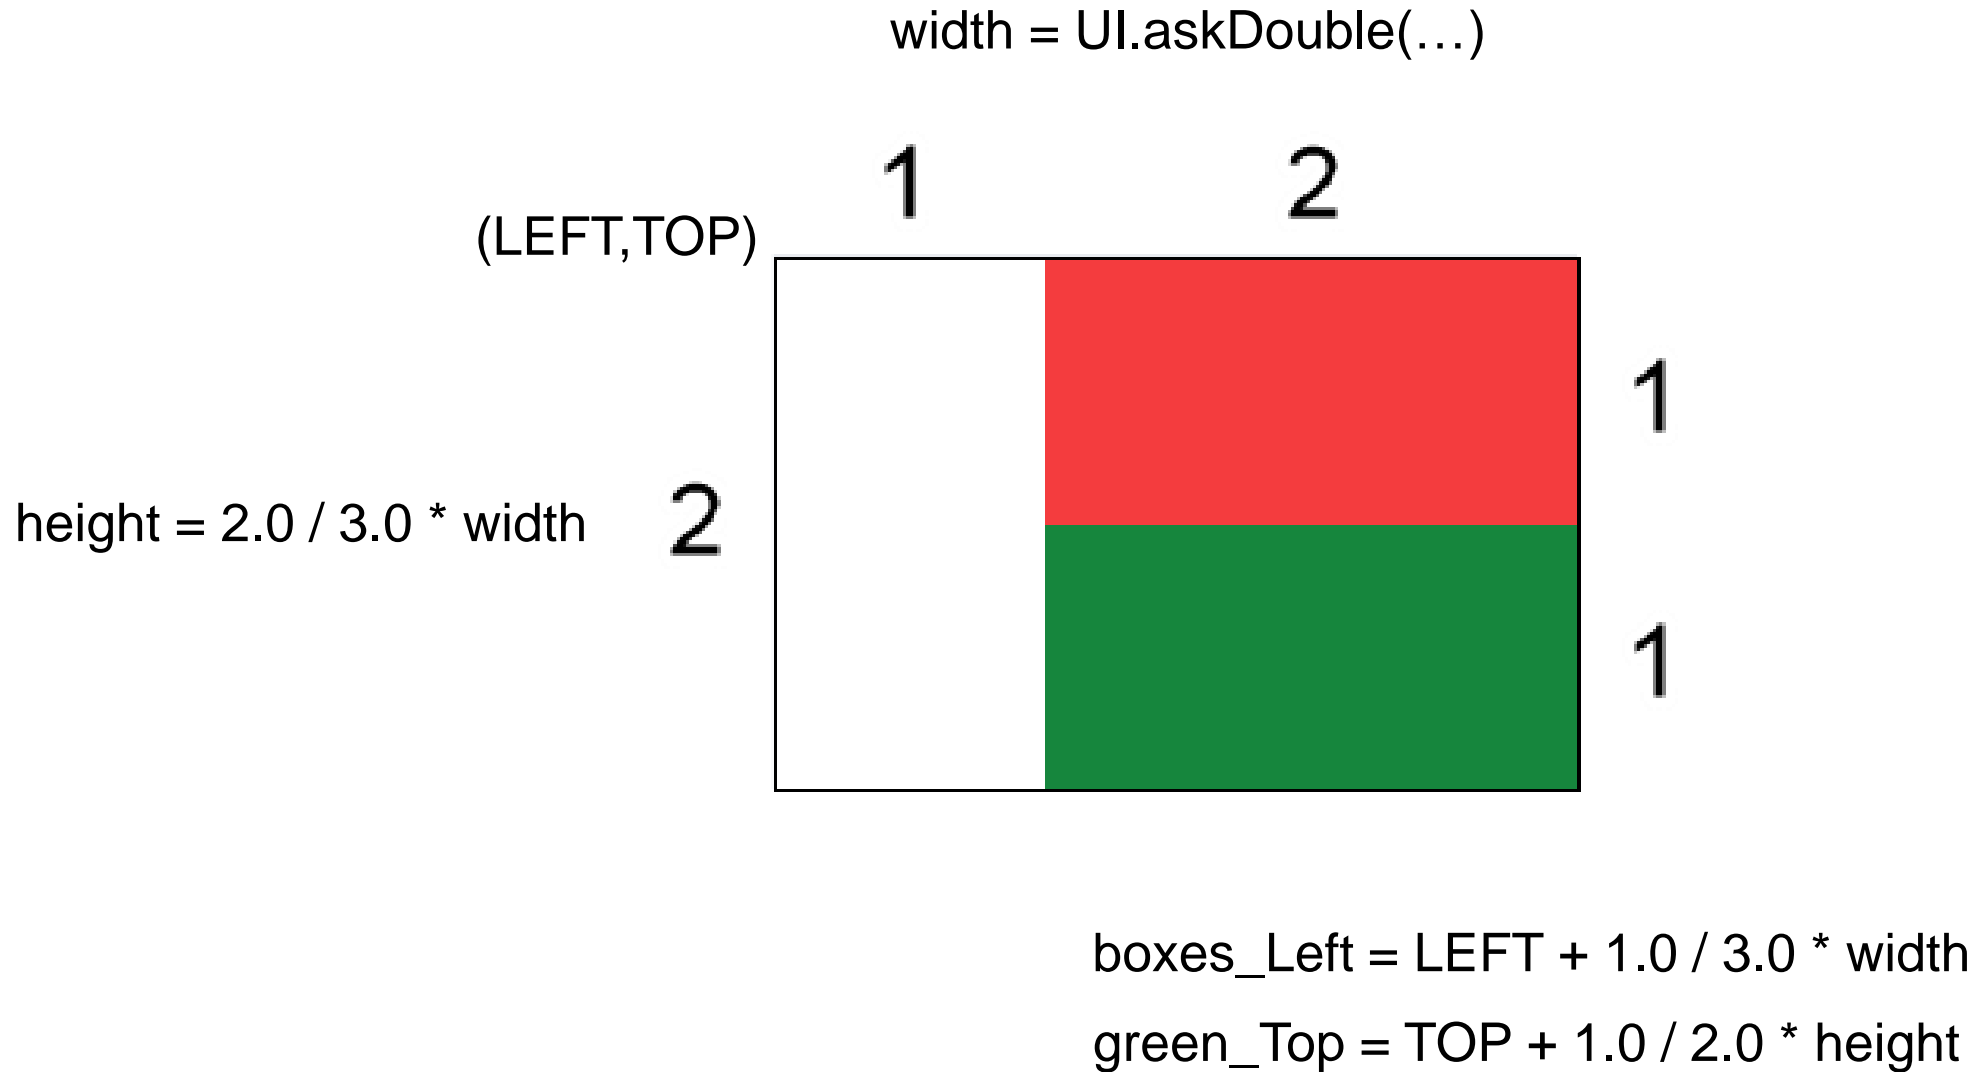 width = UI.askDouble(…)
1 2
(LEFT,TOP)
1
height = 2.0 / 3.0 * width 2
1
boxes_Left = LEFT + 1.0 / 3.0 * width
green_Top = TOP + 1.0 / 2.0 * height